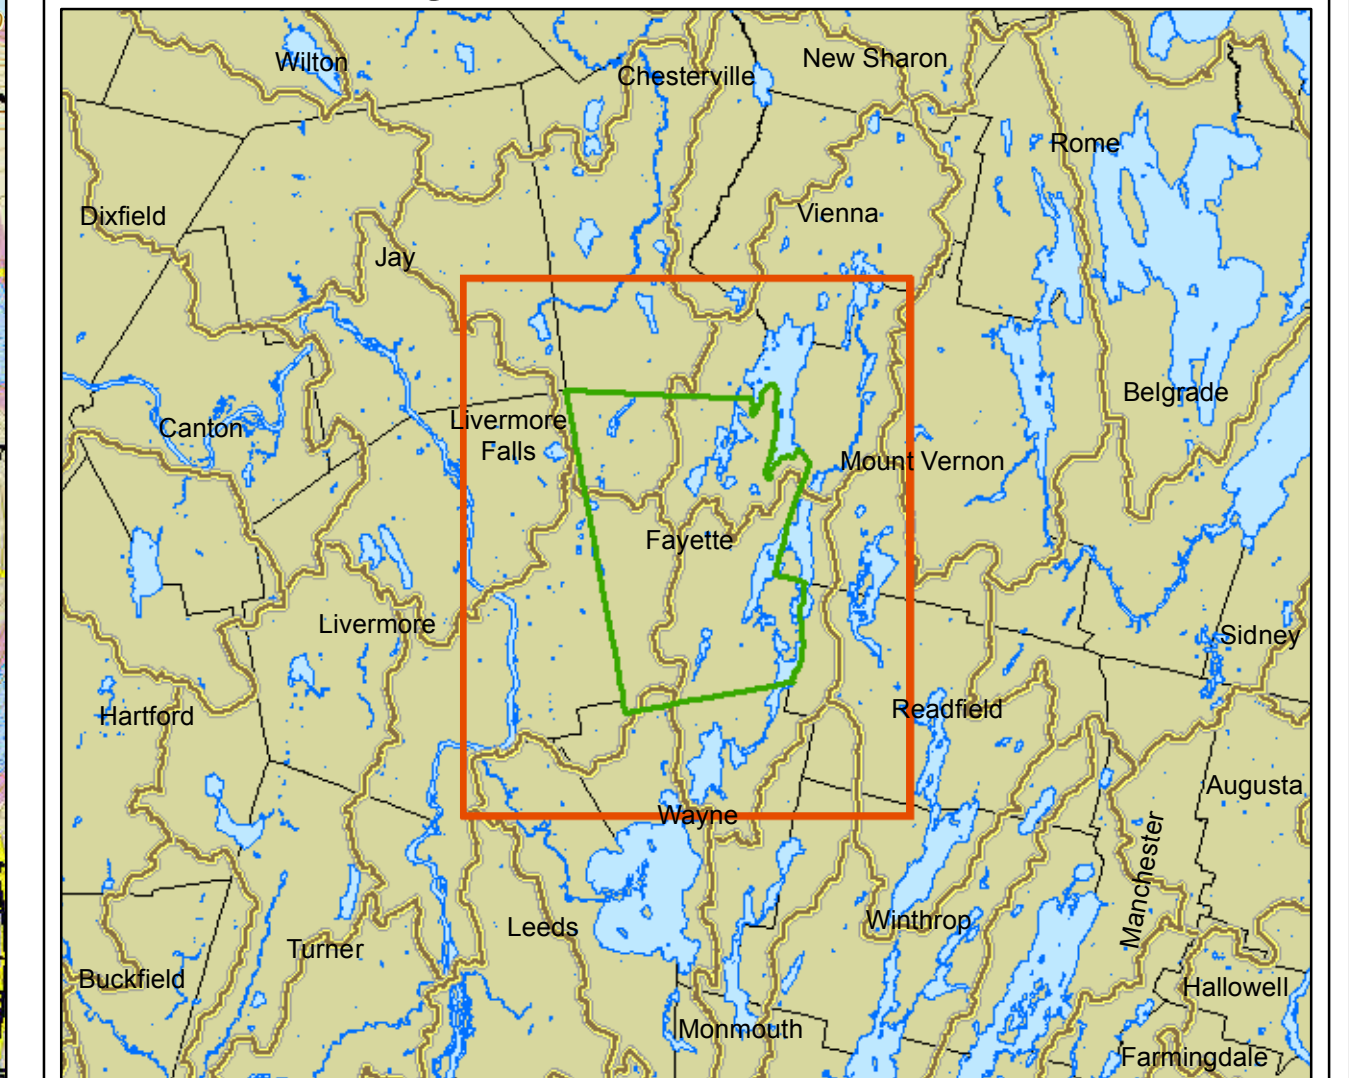 Wilton
New Sharon
Chesterville
Rome
Dixfield
Vienna
Jay
Belgrade
Livermore
Falls
Canton
Mount Vernon
Fayette
Livermore
Sidney
Hartford
Readfield
Augusta
Wayne
Manchester
Winthrop
Leeds
Turner
Buckfield
Hallowell
Monmouth
Farmingdale